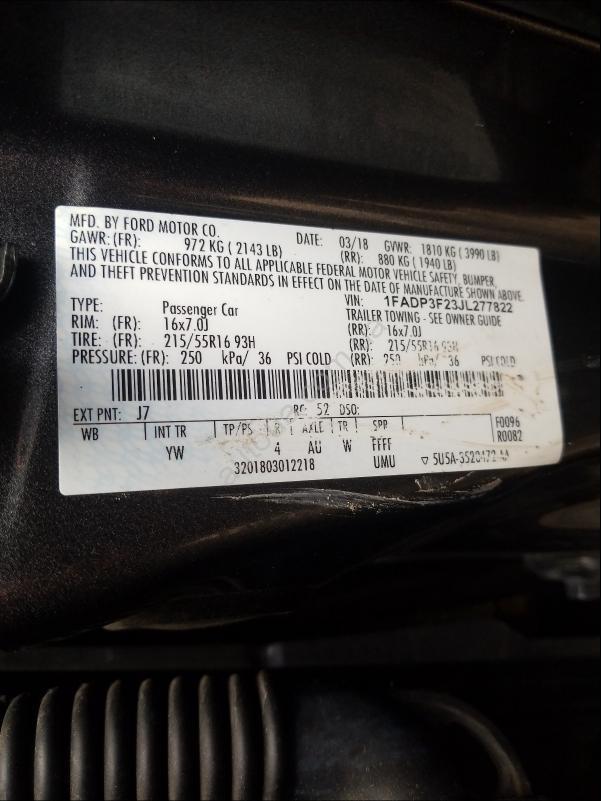 MFD. BY FORD MOTOR CO.
DATE: 03/18 GVWR: 1810 KG ( 3990 LB)
GAWR: (FR): 972 KG ( 2143 LB) (RR): 880 KG ( 1940 LB)
THIS VEHICLE CONFORMS TO ALL APPLICABLE FEDERAL MOTOR VEHICLE SAFETY, BUMPER,
AND THEFT PREVENTION STANDARDS IN EFFECT ON THE DATE OF MANUFACTURE SHOWN ABOVE.
VIN: 1FADP3F23JL277822
TYPE: Passenger Car TRAILER TOWING - SEE OWNER GUIDE
RIM: (FR): 16x7.0J (RR): 16x7.0J
TIRE: (FR): 215/55R16 93H (RR): 215/55R16 93H
PRESSURE: (FR): 250 kPa/ 36 PSI COLD (RR): 250 kPa/ 36 PSI COLD
EXT PNT: J7 RC: 52 DSO: F0096
WB INT TR TP/PS R AXLE TR SPP R0082
YW 4 AU W FFFF
3201803012218 UMU ▽ 5U5A-3520472-